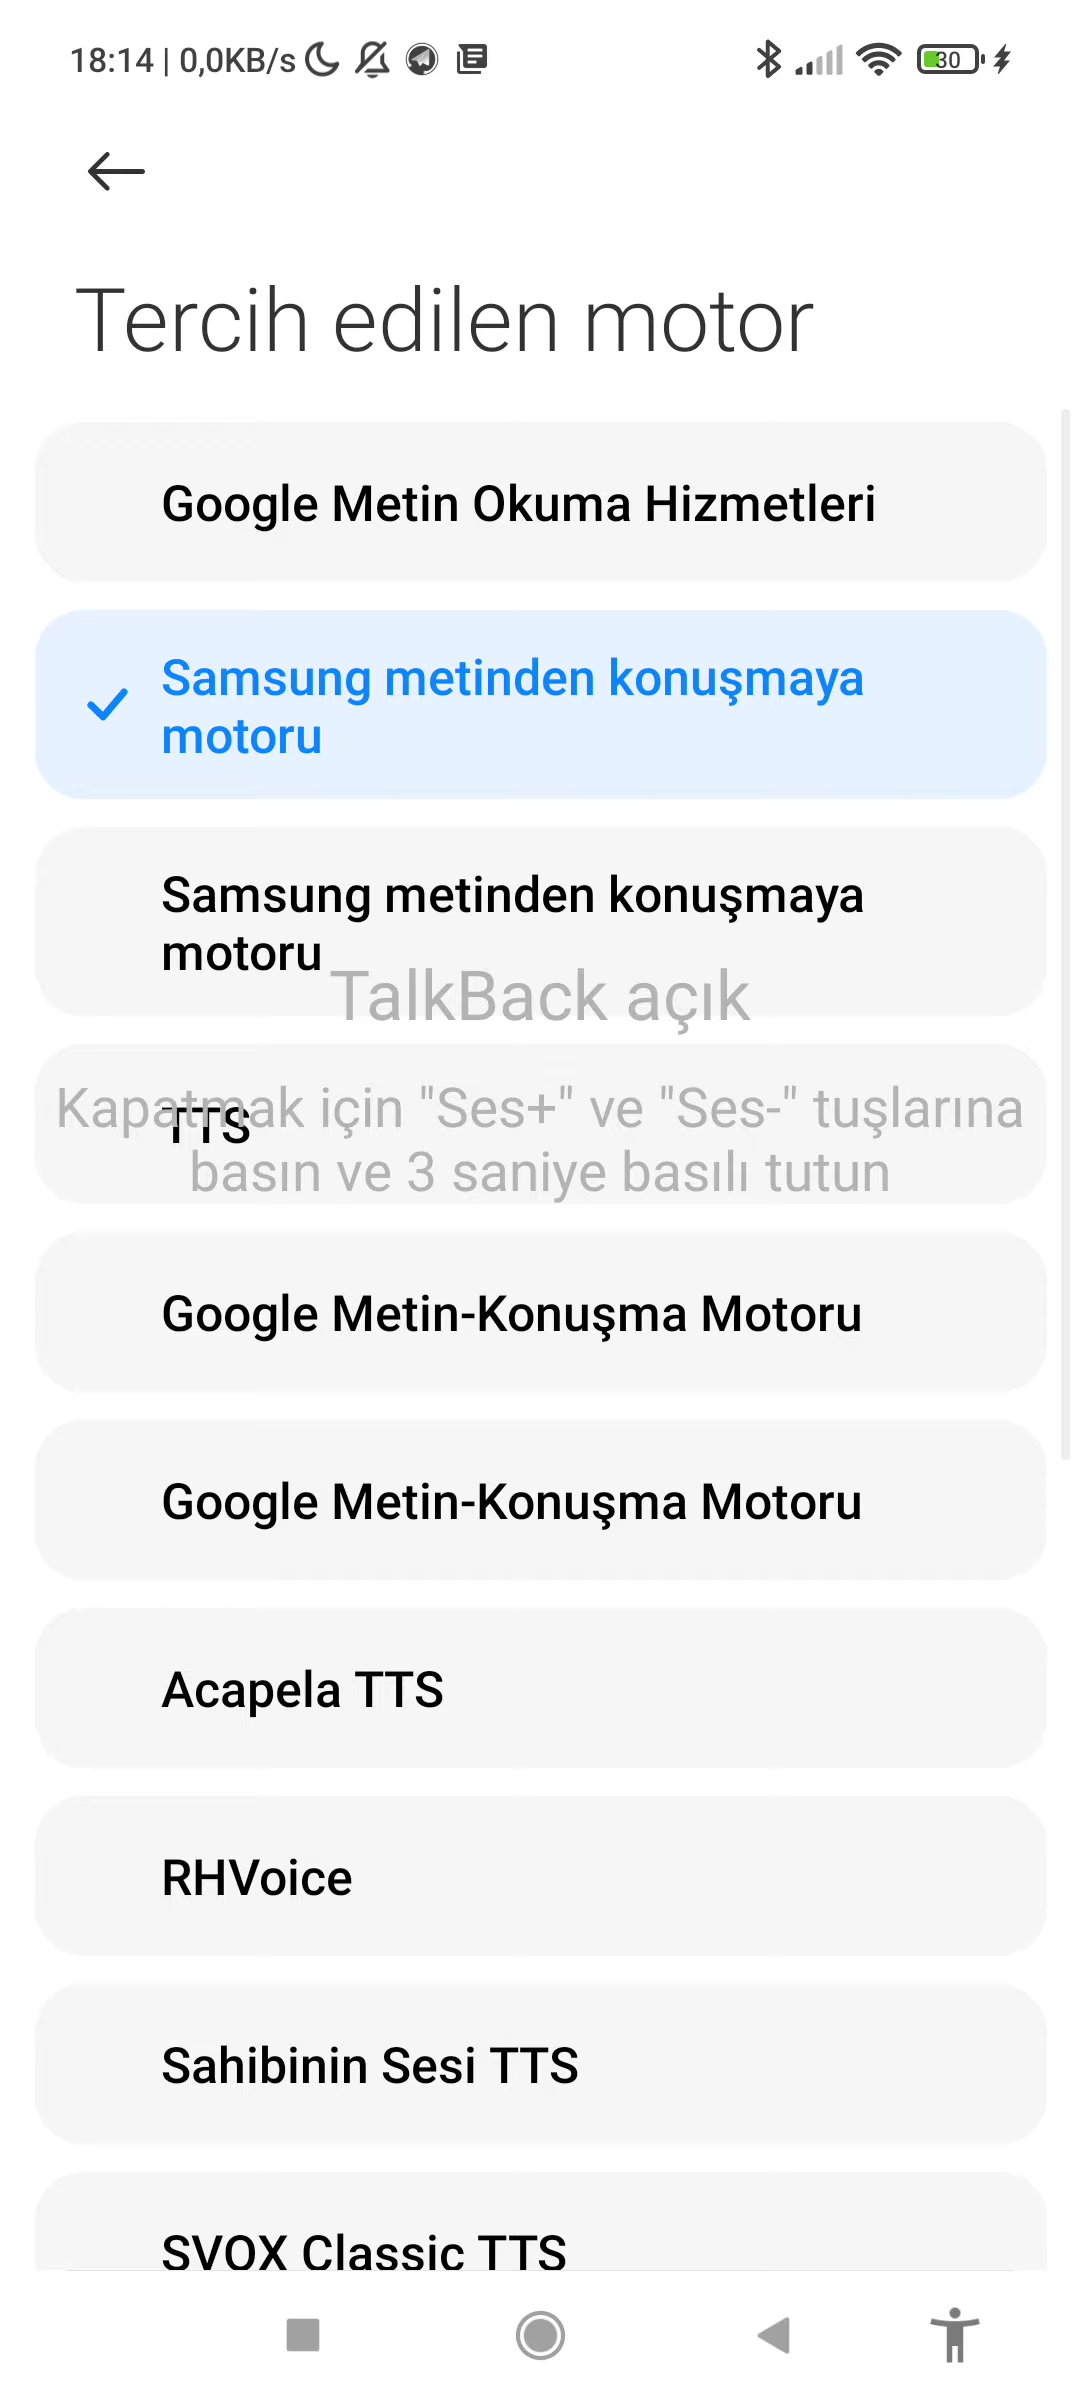 18:14 | 0,0KB/s 30
Tercih edilen motor
Google Metin Okuma Hizmetleri
Samsung metinden konuşmaya
motoru
Samsung metinden konuşmaya
motoru
TalkBack açık
Kapatmak için "Ses+" ve "Ses-" tuşlarına
TTS
basın ve 3 saniye basılı tutun
Google Metin-Konuşma Motoru
Google Metin-Konuşma Motoru
Acapela TTS
RHVoice
Sahibinin Sesi TTS
SVOX Classic TTS